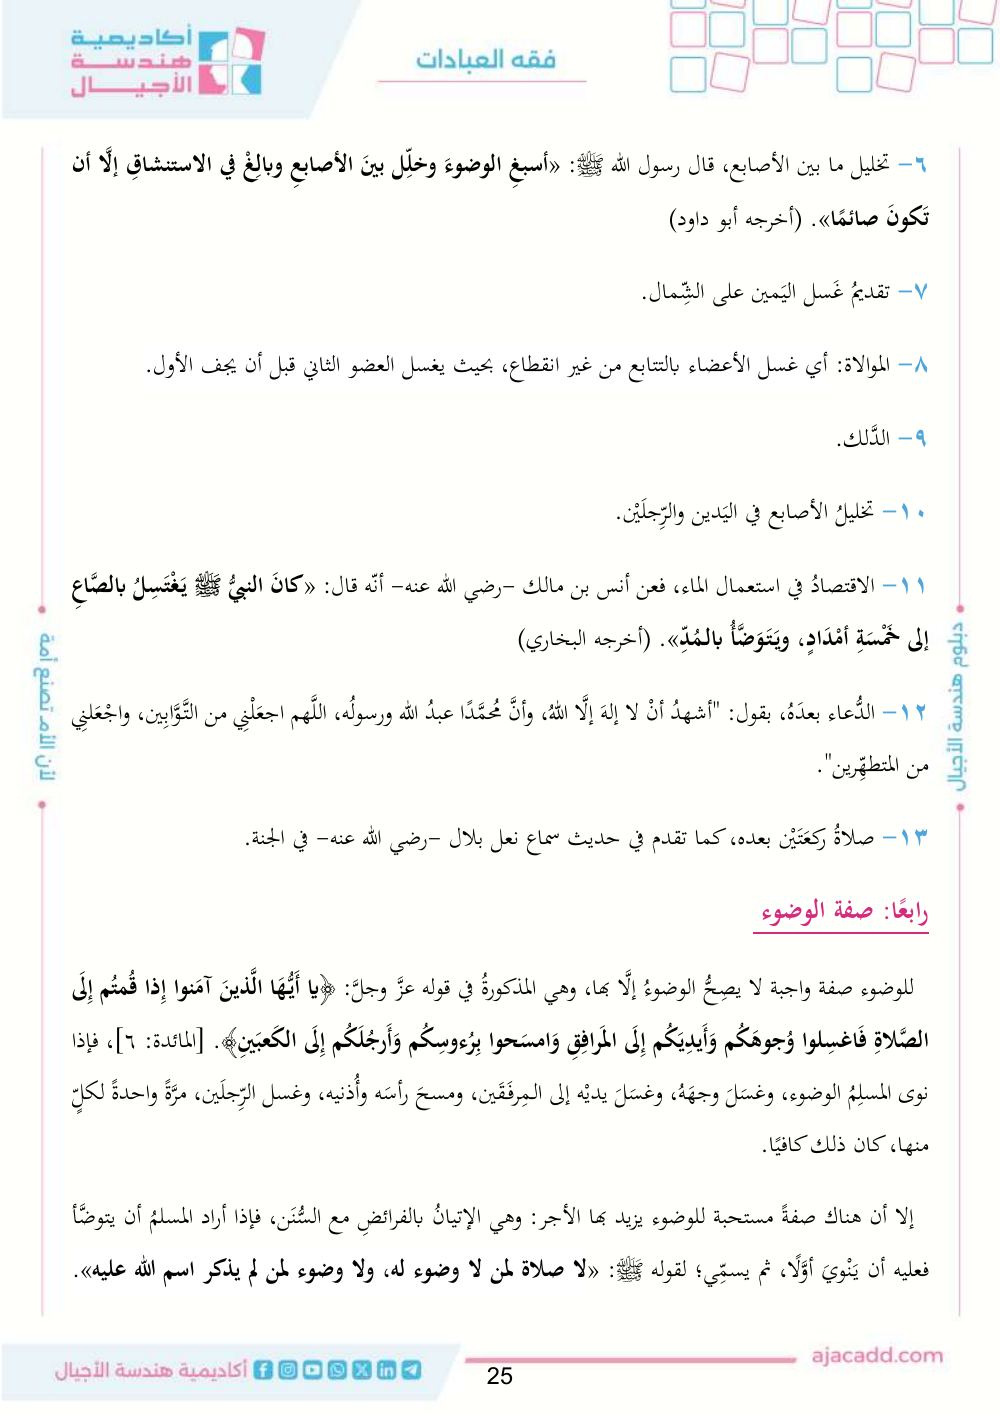 أكاديمية
هندسة
الأجيال
فقه العبادات
٦- تخليل ما بين الأصابع، قال رسول الله ﷺ: «أسبغِ الوضوءَ وخلِّل بينَ الأصابعِ وبالِغْ في الاستنشاقِ إلَّا أن
تَكونَ صائمًا». (أخرجه أبو داود)
٧- تقديمُ غَسل اليَمين على الشِّمال.
٨- الموالاة: أي غسل الأعضاء بالتتابع من غير انقطاع، بحيث يغسل العضو الثاني قبل أن يجف الأول.
٩- الدَّلك.
١٠- تخليلُ الأصابع في اليَدين والرِّجلَيْن.
١١- الاقتصادُ في استعمال الماء، فعن أنس بن مالك -رضي الله عنه- أنّه قال: «كانَ النبيُّ ﷺ يَغْتَسِلُ بالصَّاعِ
إلى خَمْسَةِ أمْدَادٍ، ويَتَوَضَّأُ بالـمُدِّ». (أخرجه البخاري)
١٢- الدُّعاء بعدَهُ، بقول: "أشهدُ أنْ لا إلهَ إلَّا اللهُ، وأنَّ مُحمَّدًا عبدُ الله ورسولُه، اللَّهم اجعَلْنِي من التَّوَّابِين، واجْعَلنِي
من المتطهِّرين".
١٣- صلاةُ ركعَتَيْن بعده، كما تقدم في حديث سماع نعل بلال -رضي الله عنه- في الجنة.
رابعًا: صفة الوضوء
للوضوء صفة واجبة لا يصِحُّ الوضوءُ إلَّا بها، وهي المذكورةُ في قوله عزَّ وجلَّ: ﴿يا أَيُّهَا الَّذينَ آمَنوا إِذا قُمتُم إِلَى
الصَّلاةِ فَاغسِلوا وُجوهَكُم وَأَيدِيَكُم إِلَى المَرافِقِ وَامسَحوا بِرُءوسِكُم وَأَرجُلَكُم إِلَى الكَعبَينِ﴾. [المائدة: ٦]، فإذا
نوى المسلِمُ الوضوء، وغسَلَ وجهَهُ، وغسَلَ يديْه إلى المِرفَقَين، ومسحَ رأسَه وأُذنيه، وغسل الرِّجلَين، مرَّةً واحدةً لكلٍّ
منها، كان ذلك كافيًا.
إلا أن هناك صفةً مستحبة للوضوء يزيد بها الأجر: وهي الإتيانُ بالفرائضِ مع السُّنَن، فإذا أراد المسلمُ أن يتوضَّأ
فعليه أن يَنْويَ أوَّلًا، ثم يسمِّي؛ لقوله ﷺ: «لا صلاة لمن لا وضوء له، ولا وضوء لمن لم يذكر اسم الله عليه».
دبلوم هندسة الأجيال
لأن الأمـ تصنع أمة
ajacadd.com
25
أكاديمية هندسة الأجيال